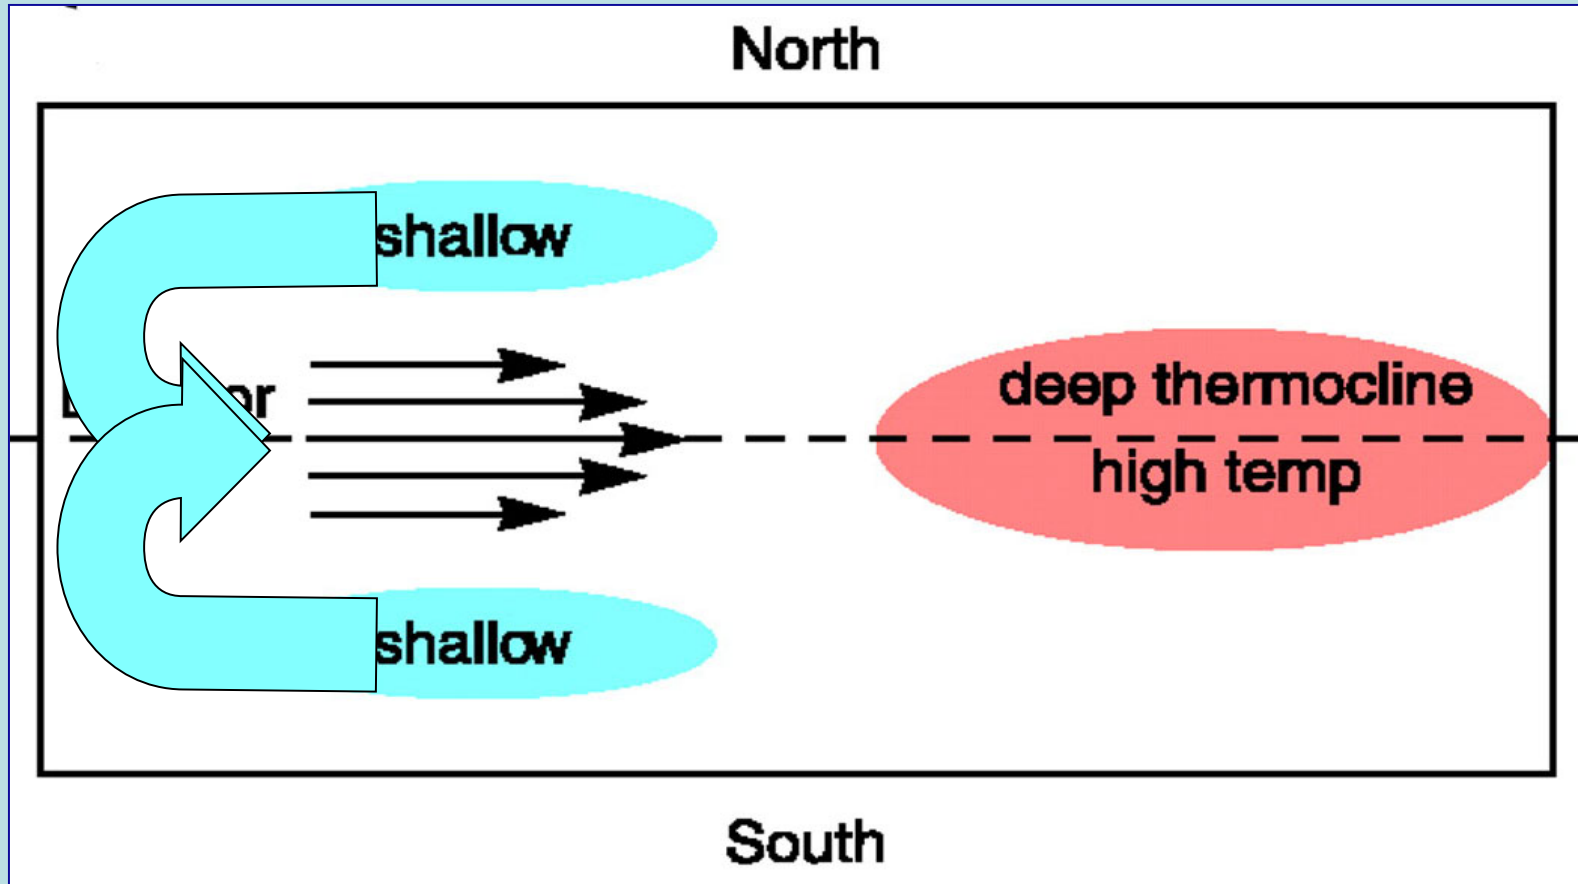 North
shallow
deep thermocline
high temp
shallow
South